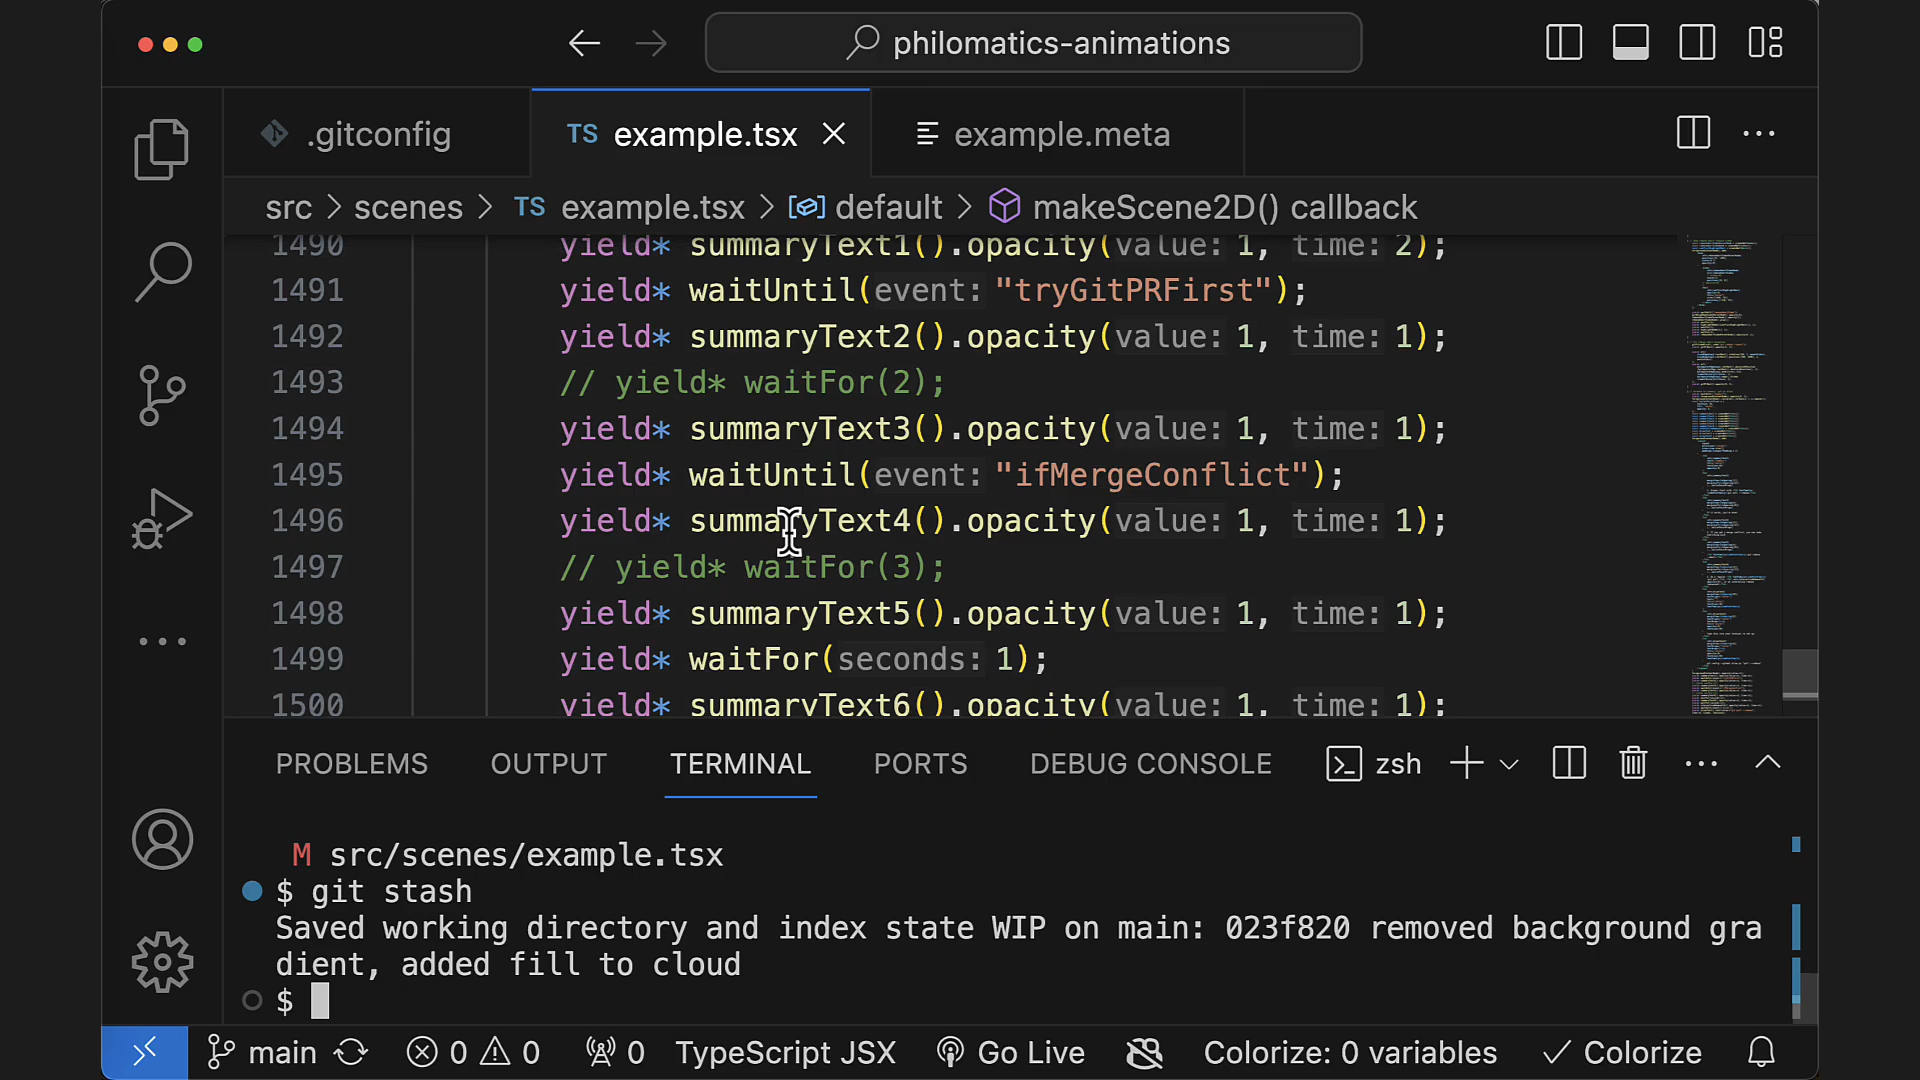 philomatics-animations
.gitconfig
TS example.tsx
example.meta
src > scenes > TS example.tsx > default > makeScene2D() callback
1490 yield* summaryText1().opacity(value: 1, time: 2);
1491 yield* waitUntil(event: "tryGitPRFirst");
1492 yield* summaryText2().opacity(value: 1, time: 1);
1493 // yield* waitFor(2);
1494 yield* summaryText3().opacity(value: 1, time: 1);
1495 yield* waitUntil(event: "ifMergeConflict");
1496 yield* summaryText4().opacity(value: 1, time: 1);
1497 // yield* waitFor(3);
1498 yield* summaryText5().opacity(value: 1, time: 1);
1499 yield* waitFor(seconds: 1);
1500 yield* summaryText6().opacity(value: 1, time: 1);
PROBLEMS OUTPUT TERMINAL PORTS DEBUG CONSOLE zsh
M src/scenes/example.tsx
$ git stash
Saved working directory and index state WIP on main: 023f820 removed background gra
dient, added fill to cloud
$
main 0 0 0 TypeScript JSX Go Live Colorize: 0 variables Colorize